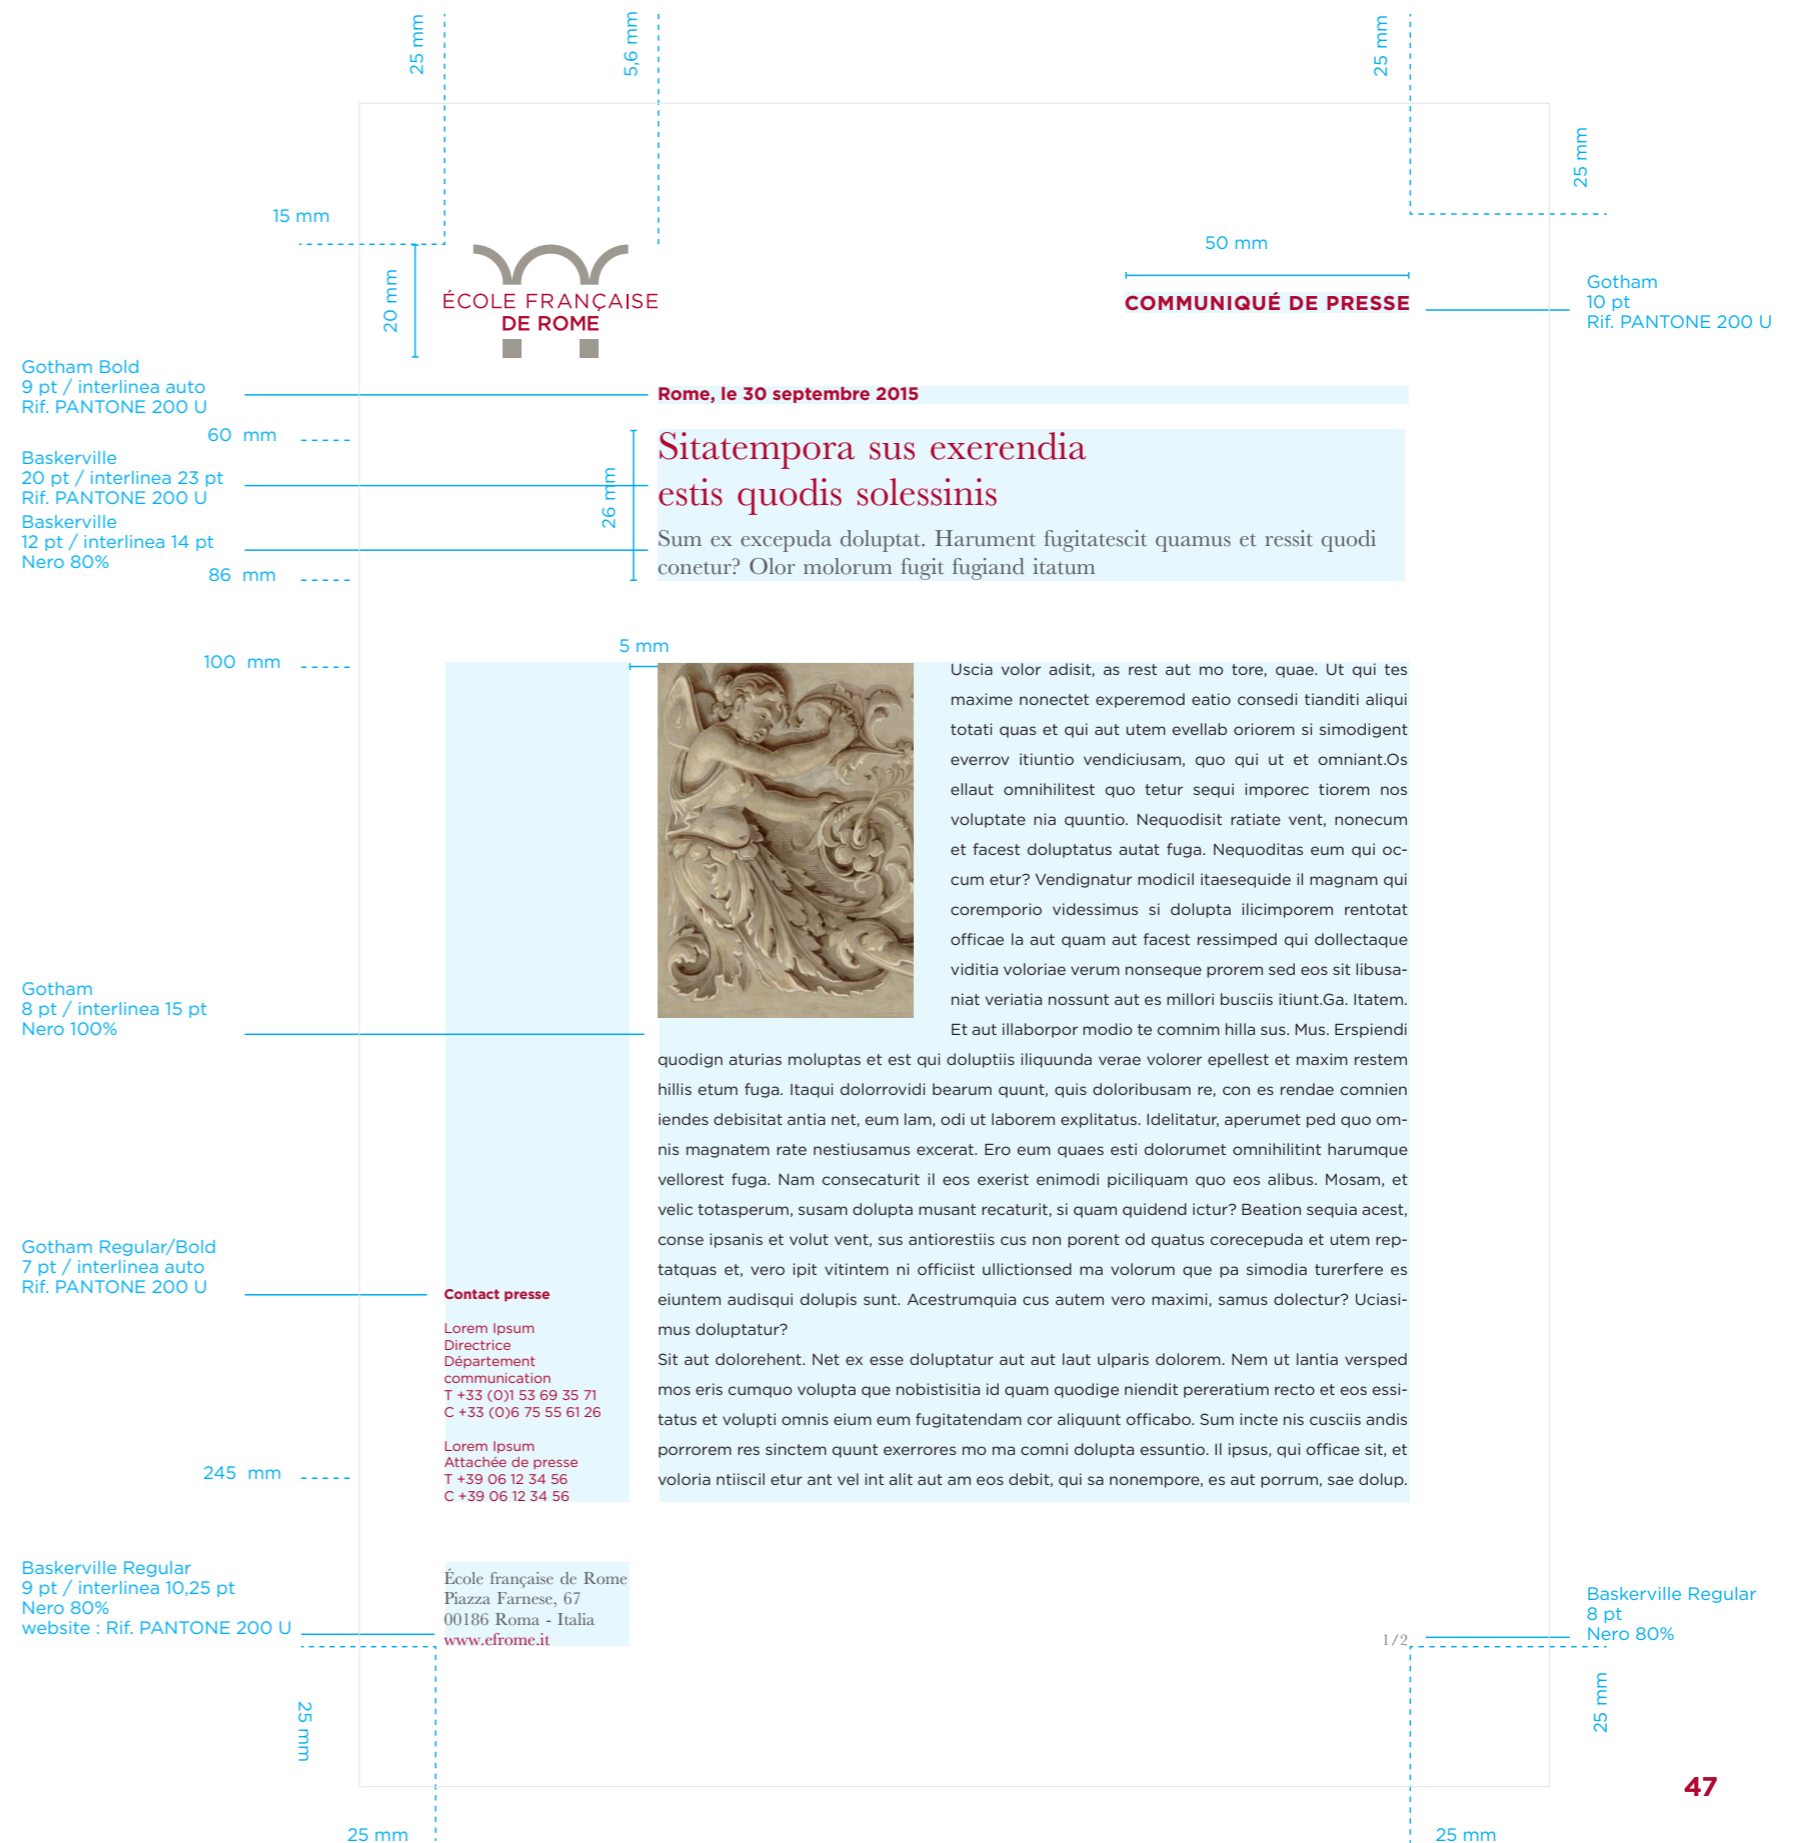 25 mm
5,6 mm
25 mm
25 mm
15 mm
50 mm
20 mm
ÉCOLE FRANÇAISE
DE ROME
COMMUNIQUÉ DE PRESSE
Gotham
10 pt
Rif. PANTONE 200 U
Gotham Bold
9 pt / interlinea auto
Rif. PANTONE 200 U
Rome, le 30 septembre 2015
60 mm
Baskerville
20 pt / interlinea 23 pt
Rif. PANTONE 200 U
Baskerville
12 pt / interlinea 14 pt
Nero 80%
86 mm
26 mm
Sitatempora sus exerendia
estis quodis solessinis
Sum ex excepuda doluptat. Harument fugitatescit quamus et ressit quodi
conetur? Olor molorum fugit fugiand itatum
100 mm
5 mm
Uscia volor adisit, as rest aut mo tore, quae. Ut qui tes
maxime nonectet experemod eatio consedi tianditi aliqui
totati quas et qui aut utem evellab oriorem si simodigent
everrov itiuntio vendiciusam, quo qui ut et omniant.Os
ellaut omnihilitest quo tetur sequi imporec tiorem nos
voluptate nia quuntio. Nequodisit ratiate vent, nonecum
et facest doluptatus autat fuga. Nequoditas eum qui oc-
cum etur? Vendignatur modicil itaesequide il magnam qui
coremporio videssimus si dolupta ilicimporem rentotat
officae la aut quam aut facest ressimped qui dollectaque
viditia voloriae verum nonseque prorem sed eos sit libusa-
niat veriatia nossunt aut es millori busciis itiunt.Ga. Itatem.
Et aut illaborpor modio te comnim hilla sus. Mus. Erspiendi
quodign aturias moluptas et est qui doluptiis iliquunda verae volorer epellest et maxim restem
hillis etum fuga. Itaqui dolorrovidi bearum quunt, quis doloribusam re, con es rendae comnien
iendes debisitat antia net, eum lam, odi ut laborem explitatus. Idelitatur, aperumet ped quo om-
nis magnatem rate nestiusamus excerat. Ero eum quaes esti dolorumet omnihilitint harumque
vellorest fuga. Nam consecaturit il eos exerist enimodi piciliquam quo eos alibus. Mosam, et
velic totasperum, susam dolupta musant recaturit, si quam quidend ictur? Beation sequia acest,
conse ipsanis et volut vent, sus antiorestiis cus non porent od quatus corecepuda et utem rep-
tatquas et, vero ipit vitintem ni officiist ullictionsed ma volorum que pa simodia turerfere es
eiuntem audisqui dolupis sunt. Acestrumquia cus autem vero maximi, samus dolectur? Uciasi-
mus doluptatur?
Sit aut dolorehent. Net ex esse doluptatur aut aut laut ulparis dolorem. Nem ut lantia versped
mos eris cumquo volupta que nobistisitia id quam quodige niendit pereratium recto et eos essi-
tatus et volupti omnis eium eum fugitatendam cor aliquunt officabo. Sum incte nis cusciis andis
porrorem res sinctem quunt exerrores mo ma comni dolupta essuntio. Il ipsus, qui officae sit, et
voloria ntiiscil etur ant vel int alit aut am eos debit, qui sa nonempore, es aut porrum, sae dolup.
Gotham
8 pt / interlinea 15 pt
Nero 100%
Gotham Regular/Bold
7 pt / interlinea auto
Rif. PANTONE 200 U
Contact presse
Lorem Ipsum
Directrice
Département
communication
T +33 (0)1 53 69 35 71
C +33 (0)6 75 55 61 26
Lorem Ipsum
Attachée de presse
T +39 06 12 34 56
C +39 06 12 34 56
245 mm
Baskerville Regular
9 pt / interlinea 10,25 pt
Nero 80%
website : Rif. PANTONE 200 U
École française de Rome
Piazza Farnese, 67
00186 Roma - Italia
www.efrome.it
1/2
Baskerville Regular
8 pt
Nero 80%
25 mm
25 mm
47
25 mm
25 mm